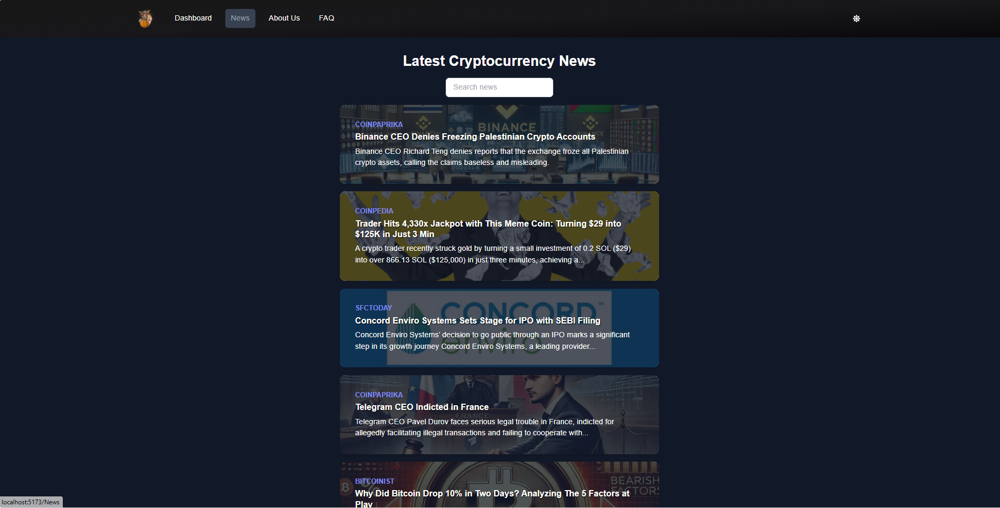 Dashboard
News
About Us
FAQ
Latest Cryptocurrency News
Search news
BINANCE
COINPAPRIKA
Binance CEO Denies Freezing Palestinian Crypto Accounts
Binance CEO Richard Teng denies reports that the exchange froze all Palestinian
crypto assets, calling the claims baseless and misleading.
COINPEDIA
Trader Hits 4,330x Jackpot with This Meme Coin: Turning $29 into
$125K in Just 3 Min
A crypto trader recently struck gold by turning a small investment of 0.2 SOL ($29)
into over 866.13 SOL ($125,000) in just three minutes, achieving a...
CONCORD™
enviro
SFCTODAY
Concord Enviro Systems Sets Stage for IPO with SEBI Filing
Concord Enviro Systems’ decision to go public through an IPO marks a significant
step in its growth journey Concord Enviro Systems, a leading provider...
COINPAPRIKA
Telegram CEO Indicted in France
FRANCE
Telegram CEO Pavel Durov faces serious legal trouble in France, indicted for
allegedly facilitating illegal transactions and failing to cooperate with...
BITCOINIST
BEARISH
FACTORS
Why Did Bitcoin Drop 10% in Two Days? Analyzing The 5 Factors at
Play
localhost:5173/News